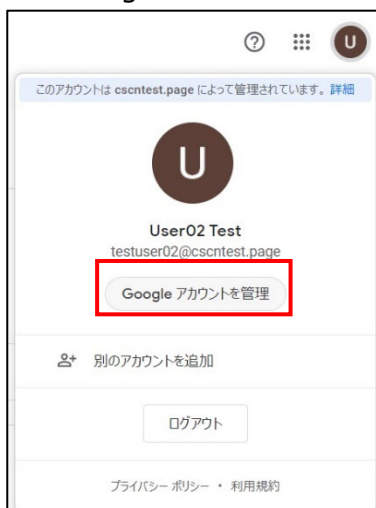 U
このアカウントは cscntest.page によって管理されています。詳細
U
User02 Test
testuser02@cscntest.page
Google アカウントを管理
別のアカウントを追加
ログアウト
プライバシー ポリシー ・ 利用規約